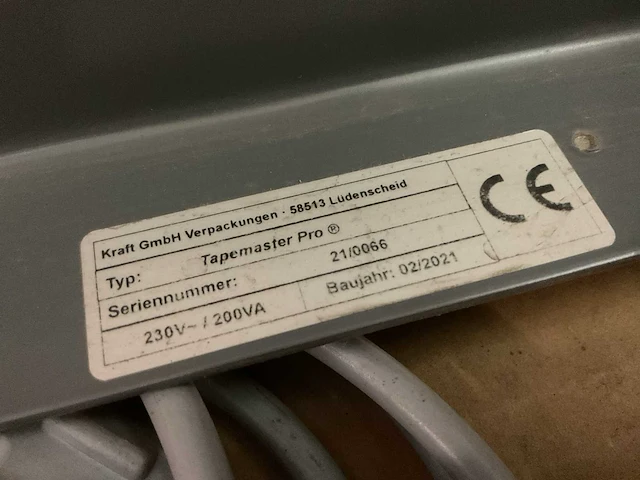 Kraft GmbH Verpackungen · 58513 Lüdenscheid
Typ: Tapemaster Pro ®
Seriennummer: 21/0066
230V~ / 200VA Baujahr: 02/2021
CE